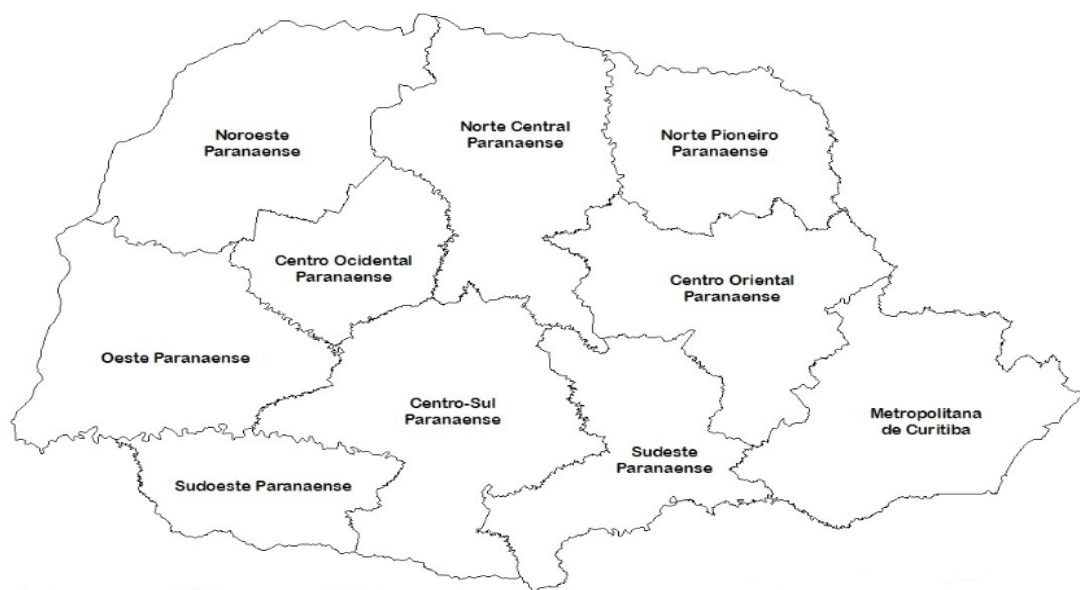 Noroeste
Paranaense
Norte Central
Paranaense
Norte Pioneiro
Paranaense
Centro Ocidental
Paranaense
Centro Oriental
Paranaense
Oeste Paranaense
Centro-Sul
Paranaense
Metropolitana
de Curitiba
Sudeste
Paranaense
Sudoeste Paranaense